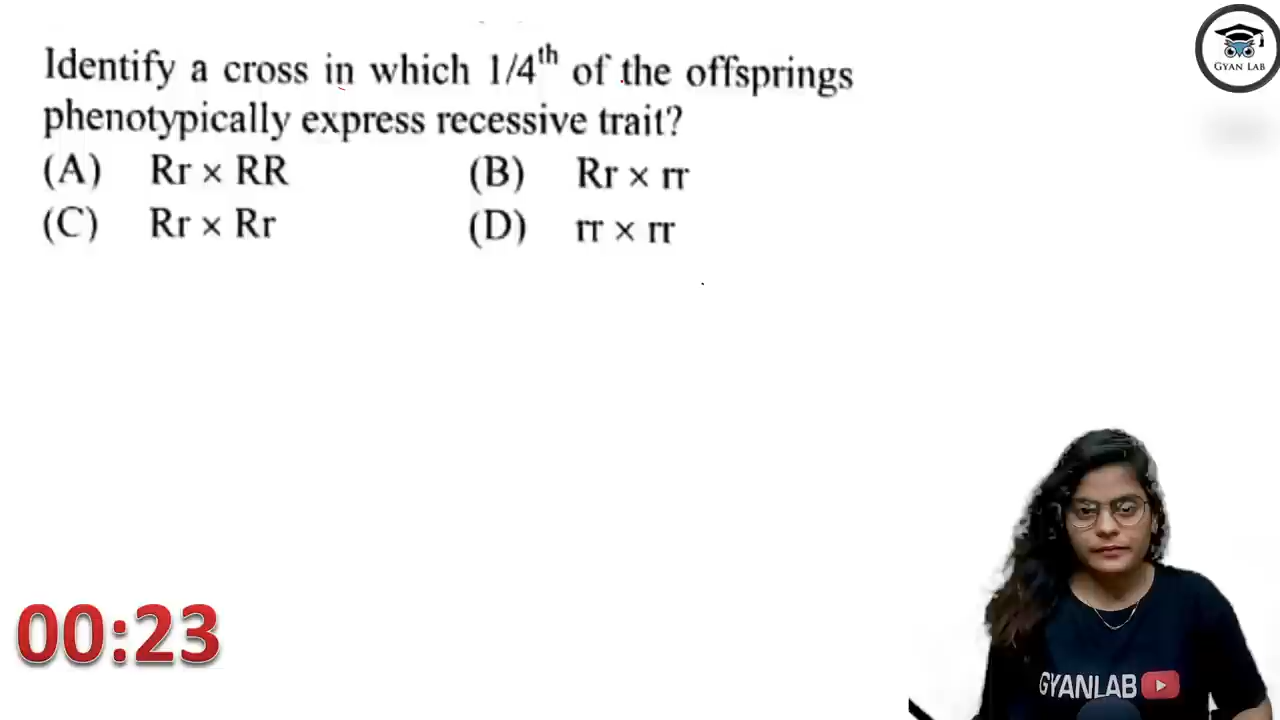 Identify a cross in which 1/4th of the offsprings
phenotypically express recessive trait?
(A) Rr × RR (B) Rr × rr
(C) Rr × Rr (D) rr × rr
GYAN LAB
00:23
GYANLAB